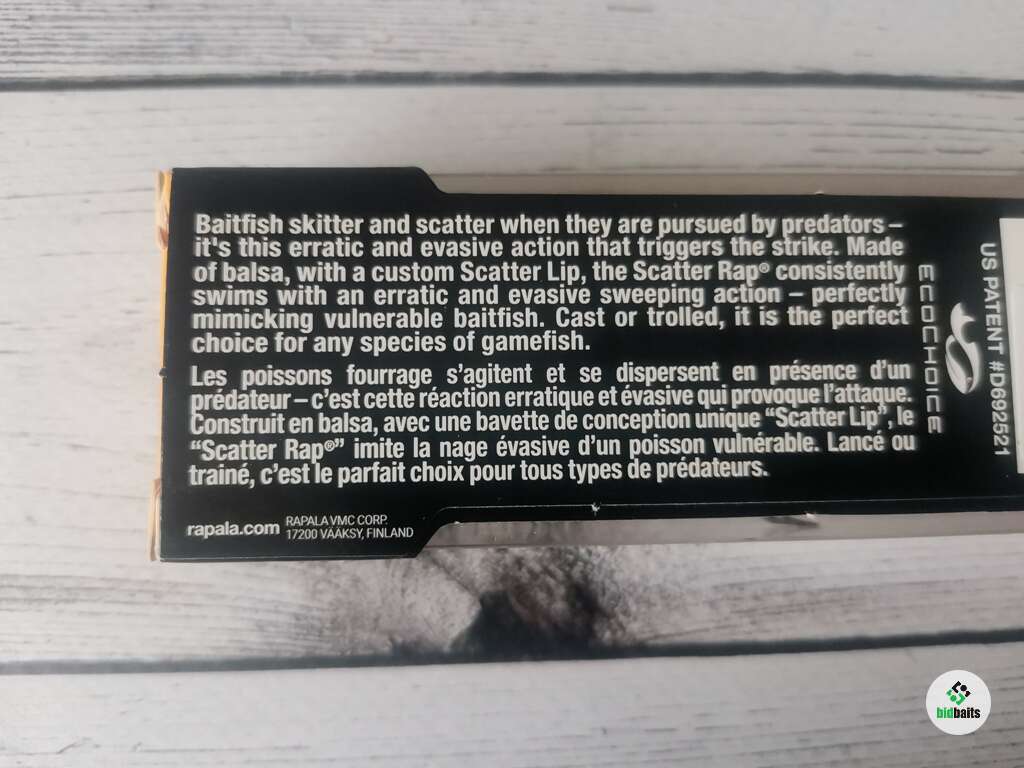 Baitfish skitter and scatter when they are pursued by predators –
it's this erratic and evasive action that triggers the strike. Made
of balsa, with a custom Scatter Lip, the Scatter Rap® consistently
swims with an erratic and evasive sweeping action – perfectly
mimicking vulnerable baitfish. Cast or trolled, it is the perfect
choice for any species of gamefish.
Les poissons fourrage s’agitent et se dispersent en présence d’un
prédateur – c’est cette réaction erratique et évasive qui provoque l’attaque.
Construit en balsa, avec une bavette de conception unique “Scatter Lip”, le
“Scatter Rap®” imite la nage évasive d’un poisson vulnérable. Lancé ou
trainé, c’est le parfait choix pour tous types de prédateurs.
rapala.com
RAPALA VMC CORP.
17200 VÄÄKSY, FINLAND
ECOCHOICE
US PATENT #D692521
bidbaits